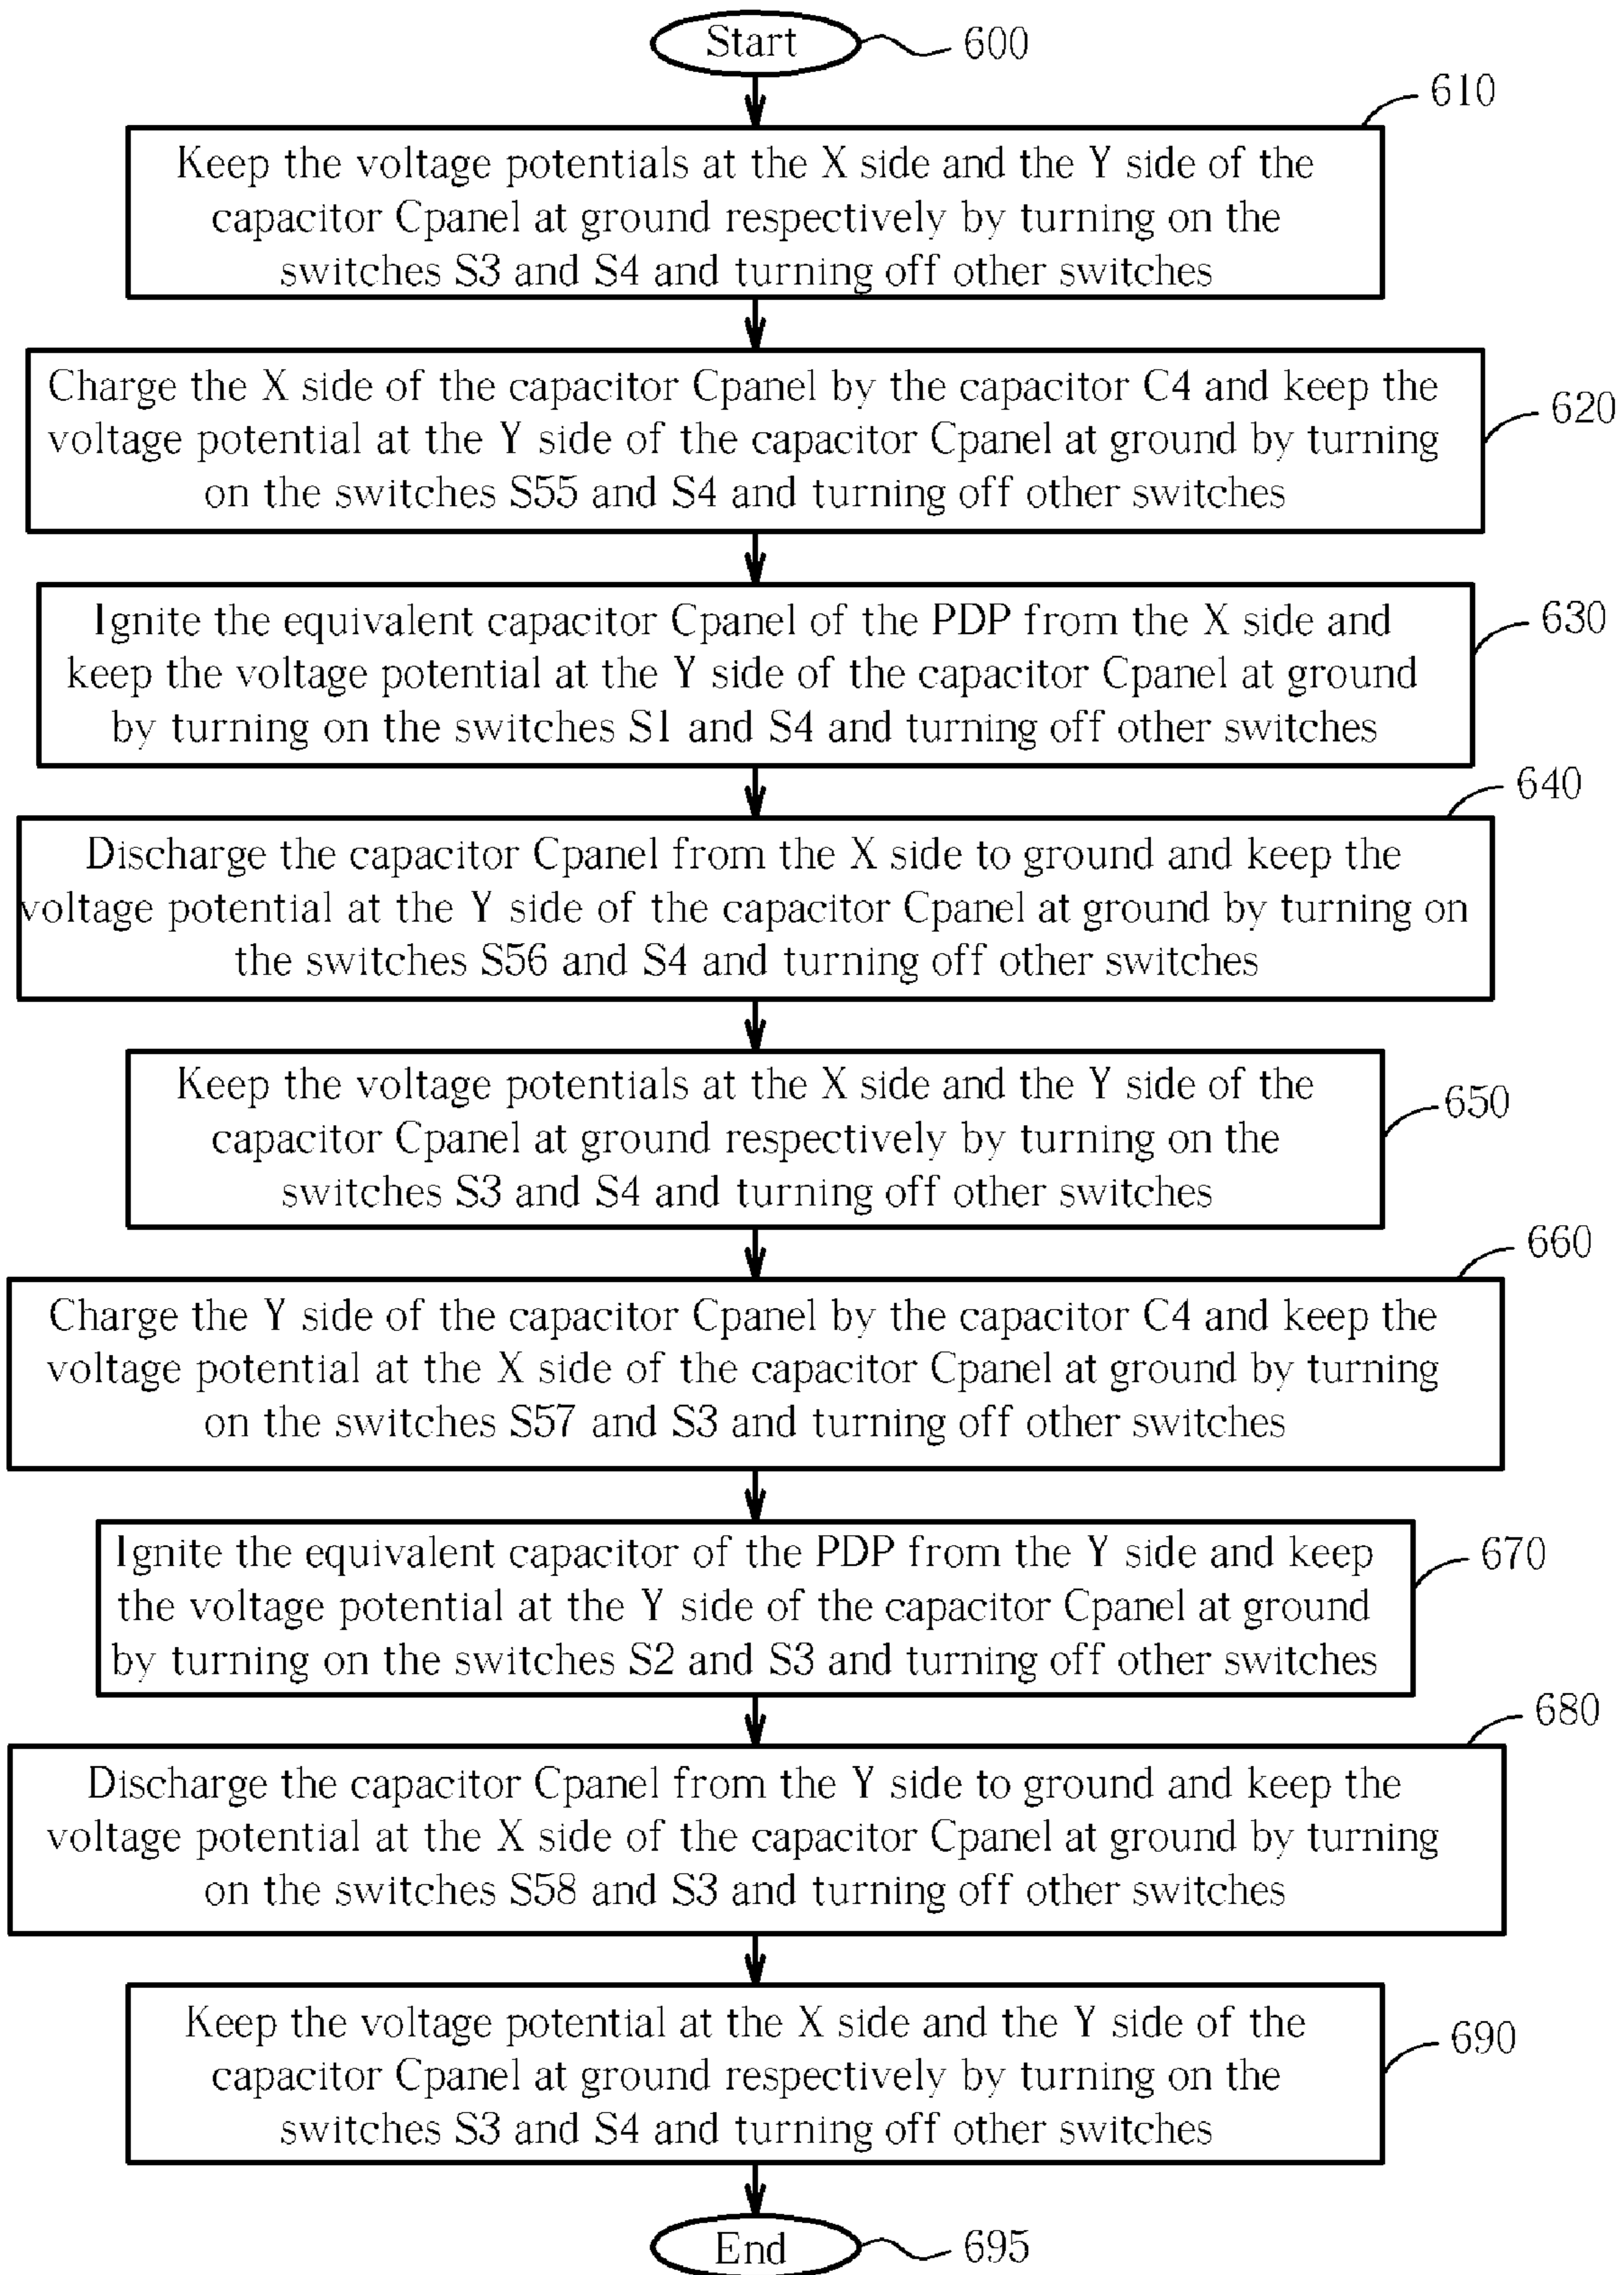 Start
600
610
Keep the voltage potentials at the X side and the Y side of the
capacitor Cpanel at ground respectively by turning on the
switches S3 and S4 and turning off other switches
620
Charge the X side of the capacitor Cpanel by the capacitor C4 and keep the
voltage potential at the Y side of the capacitor Cpanel at ground by turning
on the switches S55 and S4 and turning off other switches
630
Ignite the equivalent capacitor Cpanel of the PDP from the X side and
keep the voltage potential at the Y side of the capacitor Cpanel at ground
by turning on the switches S1 and S4 and turning off other switches
640
Discharge the capacitor Cpanel from the X side to ground and keep the
voltage potential at the Y side of the capacitor Cpanel at ground by turning on
the switches S56 and S4 and turning off other switches
650
Keep the voltage potentials at the X side and the Y side of the
capacitor Cpanel at ground respectively by turning on the
switches S3 and S4 and turning off other switches
660
Charge the Y side of the capacitor Cpanel by the capacitor C4 and keep the
voltage potential at the X side of the capacitor Cpanel at ground by turning
on the switches S57 and S3 and turning off other switches
670
Ignite the equivalent capacitor of the PDP from the Y side and keep
the voltage potential at the Y side of the capacitor Cpanel at ground
by turning on the switches S2 and S3 and turning off other switches
680
Discharge the capacitor Cpanel from the Y side to ground and keep the
voltage potential at the X side of the capacitor Cpanel at ground by turning
on the switches S58 and S3 and turning off other switches
690
Keep the voltage potential at the X side and the Y side of the
capacitor Cpanel at ground respectively by turning on the
switches S3 and S4 and turning off other switches
End
695